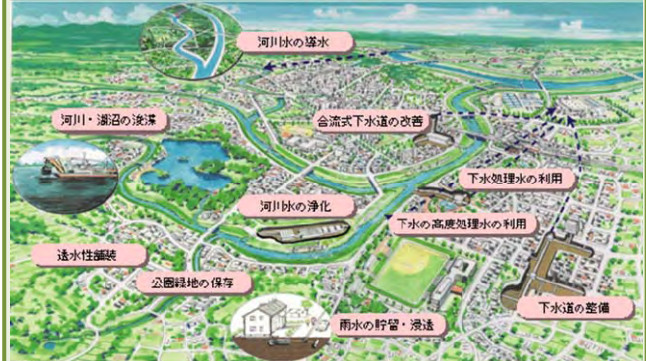 河川水の導水
河川・湖沼の浚渫
合流式下水道の改善
下水処理水の利用
河川水の浄化
下水の高度処理水の利用
透水性舗装
公園緑地の保存
下水道の整備
雨水の貯留・浸透